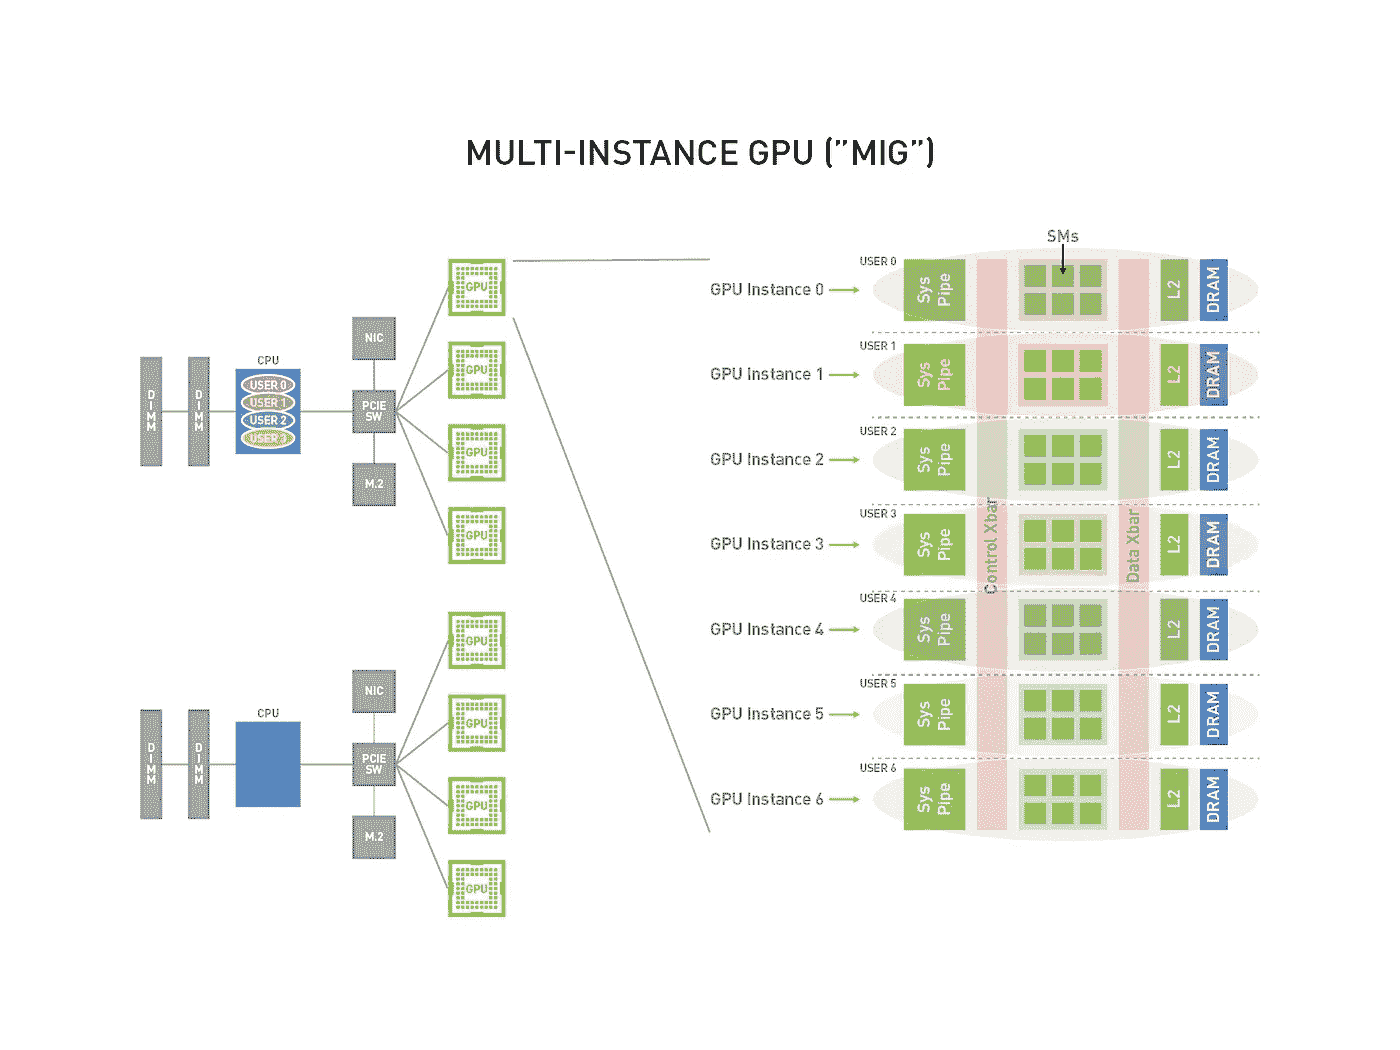 MULTI-INSTANCE GPU ("MIG")
DIMM
DIMM
CPU
USER 0
USER 1
USER 2
USER 3
NIC
PCIE
SW
M.2
GPU
GPU
GPU
GPU
DIMM
DIMM
CPU
NIC
PCIE
SW
M.2
GPU
GPU
GPU
GPU
SMs
GPU Instance 0
USER 0
Sys
Pipe
L2
DRAM
GPU Instance 1
USER 1
Sys
Pipe
L2
DRAM
GPU Instance 2
USER 2
Sys
Pipe
L2
DRAM
GPU Instance 3
USER 3
Sys
Pipe
Control Xbar
Data Xbar
L2
DRAM
GPU Instance 4
USER 4
Sys
Pipe
L2
DRAM
GPU Instance 5
USER 5
Sys
Pipe
L2
DRAM
GPU Instance 6
USER 6
Sys
Pipe
L2
DRAM